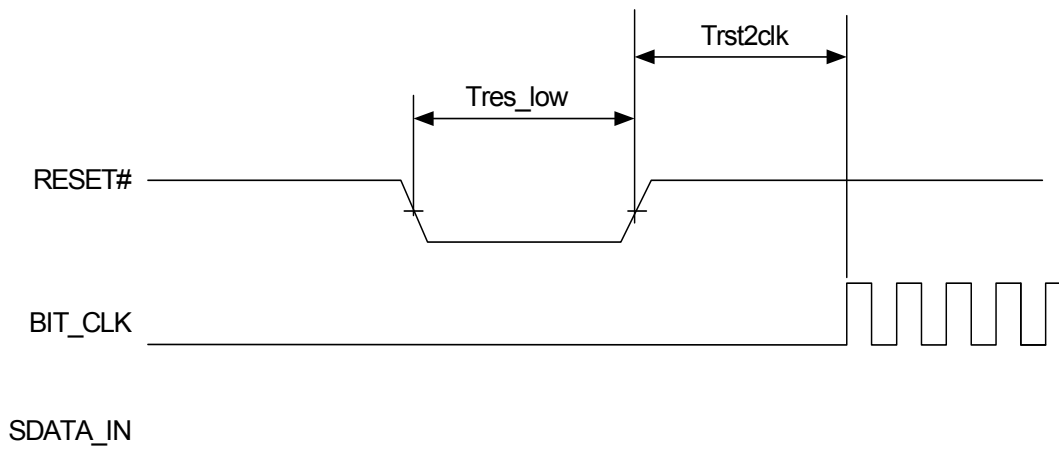 Trst2clk
Tres_low
RESET#
BIT_CLK
SDATA_IN